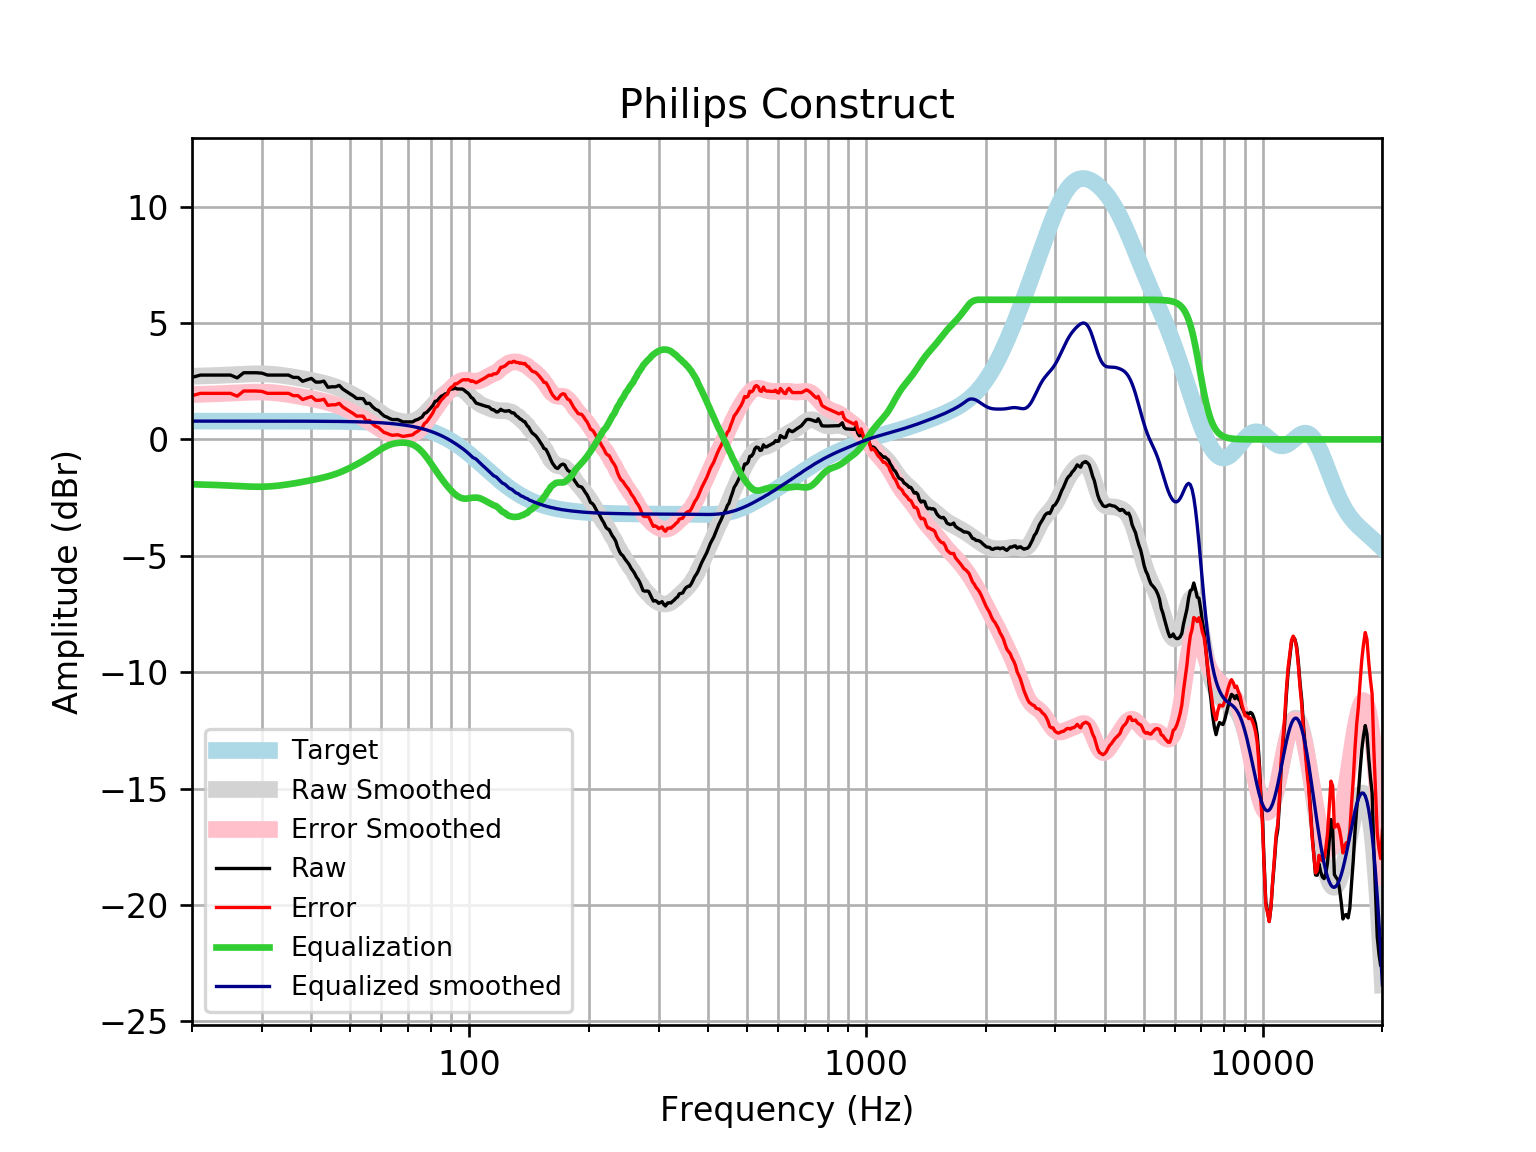 Philips Construct
Amplitude (dBr)
10
5
0
−5
−10
−15
−20
−25
Target
Raw Smoothed
Error Smoothed
Raw
Error
Equalization
Equalized smoothed
100
1000
10000
Frequency (Hz)